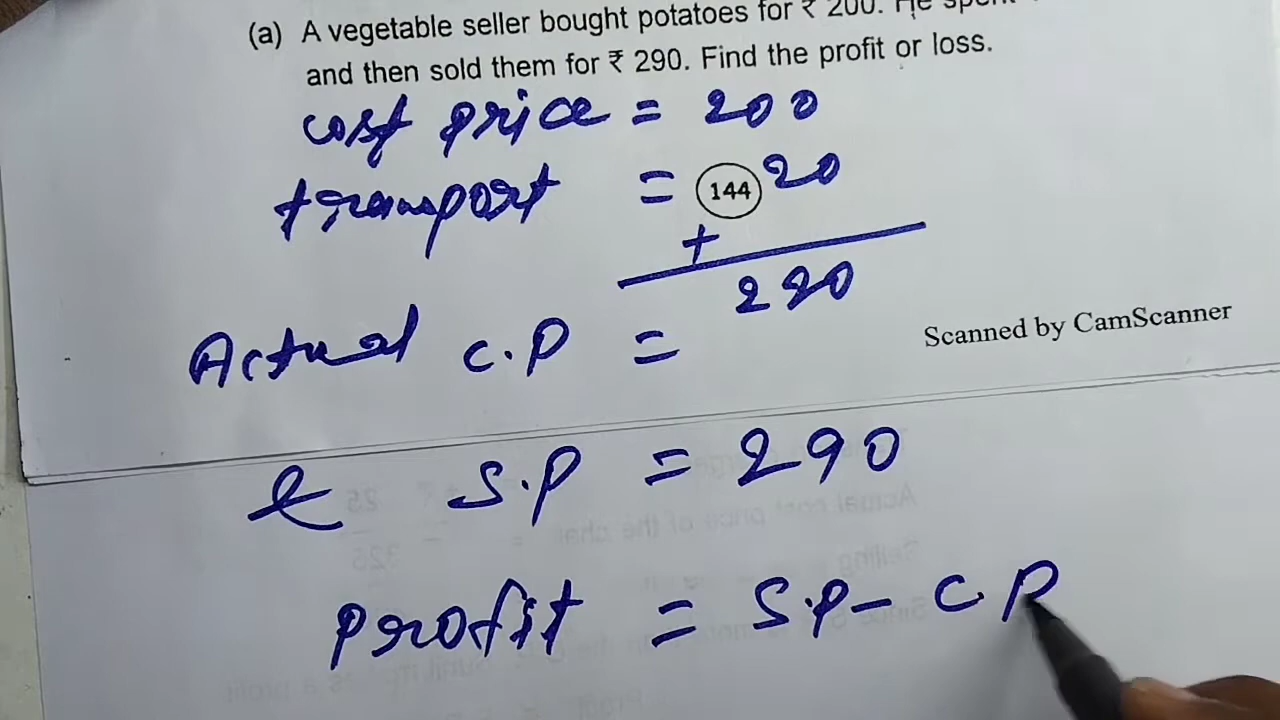 (a) A vegetable seller bought potatoes for ₹ 200. He spent
and then sold them for ₹ 290. Find the profit or loss.
cost price = 200
transport = 20
144
+
220
Actual C.P =
Scanned by CamScanner
& S.P = 290
Profit = S.P - C.P